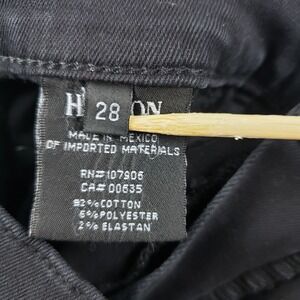 H 28 ON
MADE IN MEXICO
OF IMPORTED MATERIALS
RN#107906
CA# 00635
92%COTTON
6%POLYESTER
2%ELASTAN